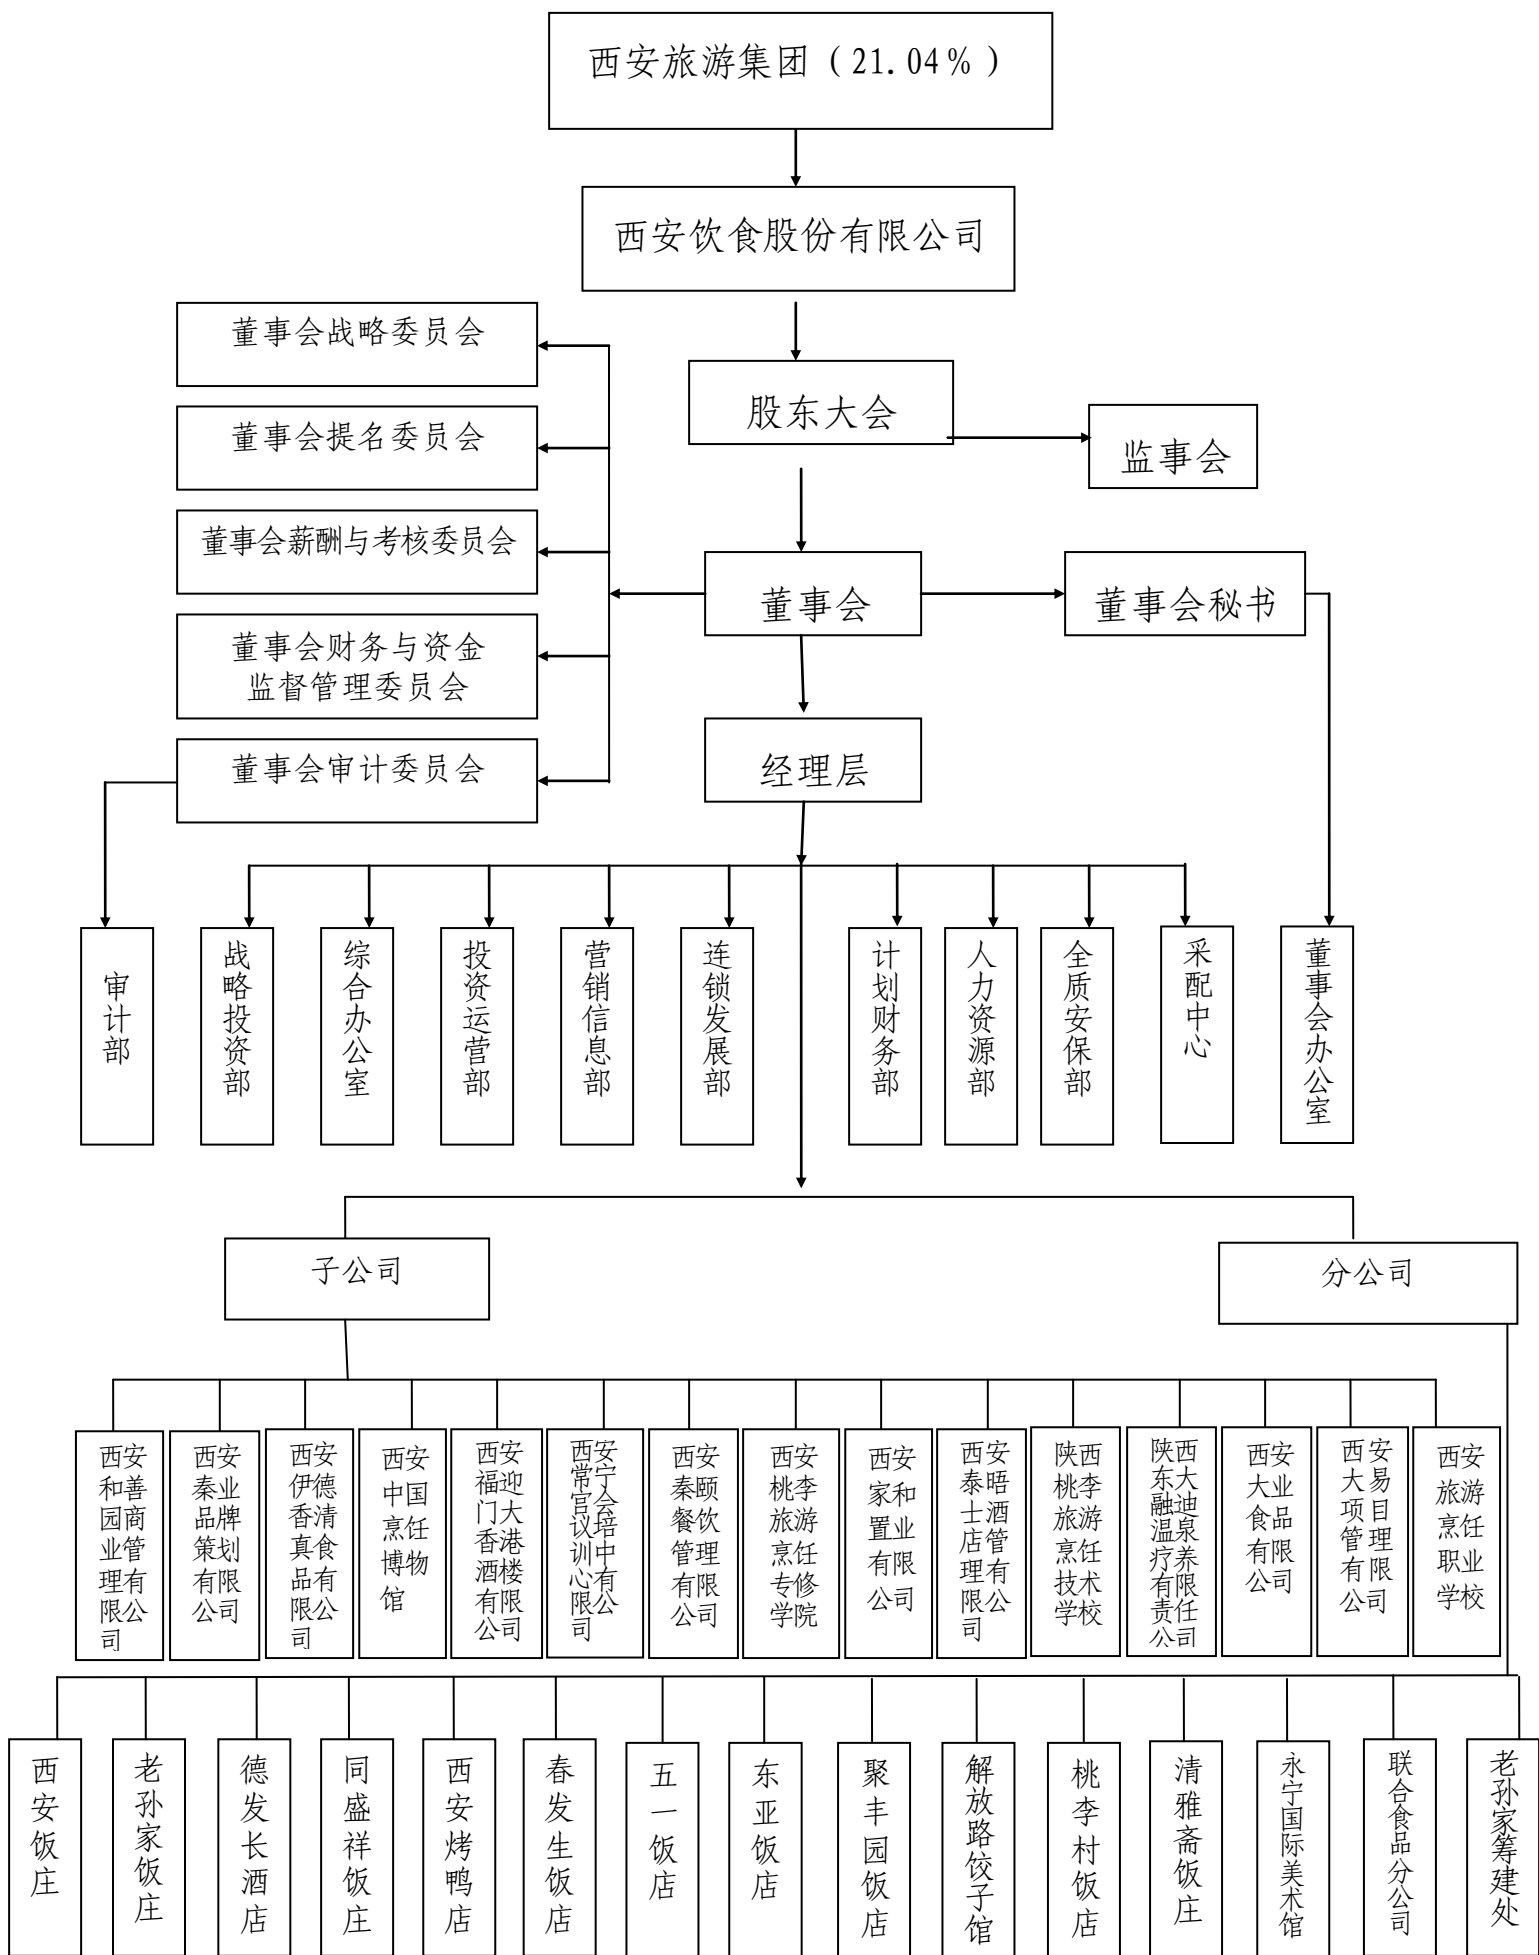 西安旅游集团（21.04%）
西安饮食股份有限公司
董事会战略委员会
股东大会
董事会提名委员会
监事会
董事会薪酬与考核委员会
董事会
董事会秘书
董事会财务与资金
监督管理委员会
董事会审计委员会
经理层
审计部
战略投资部
综合办公室
投资运营部
营销信息部
连锁发展部
计划财务部
人力资源部
全质安保部
采配中心
董事会办公室
子公司
分公司
西安和善园商业管理有限公司
西安秦业品牌策划有限公司
西安伊德香清真食品有限公司
西安中国烹饪博物馆
西安福迎门大香港酒楼有限公司
西安常宁宫会议培训中心有限公司
西安秦颐餐饮管理有限公司
西安桃李旅游烹饪专修学院
西安家和置业有限公司
西安泰晤士酒店管理有限公司
陕西桃李旅游烹饪技术学校
陕西东大融迪温泉疗养有限责任公司
西安大业食品有限公司
西安大易项目管理有限公司
西安旅游烹饪职业学校
西安饭庄
老孙家饭庄
德发长酒店
同盛祥饭庄
西安烤鸭店
春发生饭店
五一饭店
东亚饭店
聚丰园饭店
解放路饺子馆
桃李村饭店
清雅斋饭庄
永宁国际美术馆
联合食品分公司
老孙家筹建处